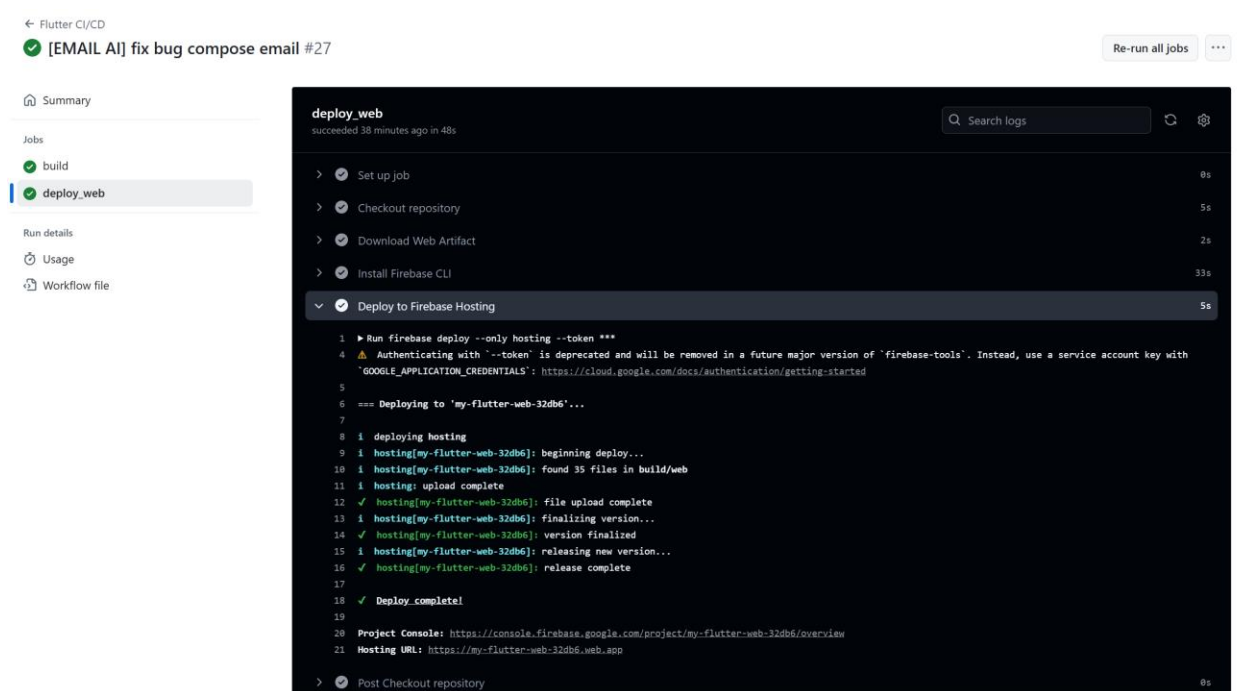 ← Flutter CI/CD
[EMAIL AI] fix bug compose email #27
Re-run all jobs
Summary
Jobs
build
deploy_web
Run details
Usage
Workflow file
deploy_web
succeeded 38 minutes ago in 48s
Search logs
Set up job 0s
Checkout repository 5s
Download Web Artifact 2s
Install Firebase CLI 33s
Deploy to Firebase Hosting 5s
1 ▶ Run firebase deploy --only hosting --token ***
4 ⚠ Authenticating with `--token` is deprecated and will be removed in a future major version of `firebase-tools`. Instead, use a service account key with
`GOOGLE_APPLICATION_CREDENTIALS`: https://cloud.google.com/docs/authentication/getting-started
5
6 === Deploying to 'my-flutter-web-32db6'...
7
8 i deploying hosting
9 i hosting[my-flutter-web-32db6]: beginning deploy...
10 i hosting[my-flutter-web-32db6]: found 35 files in build/web
11 i hosting: upload complete
12 ✓ hosting[my-flutter-web-32db6]: file upload complete
13 i hosting[my-flutter-web-32db6]: finalizing version...
14 ✓ hosting[my-flutter-web-32db6]: version finalized
15 i hosting[my-flutter-web-32db6]: releasing new version...
16 ✓ hosting[my-flutter-web-32db6]: release complete
17
18 ✓ Deploy complete!
19
20 Project Console: https://console.firebase.google.com/project/my-flutter-web-32db6/overview
21 Hosting URL: https://my-flutter-web-32db6.web.app
Post Checkout repository 0s